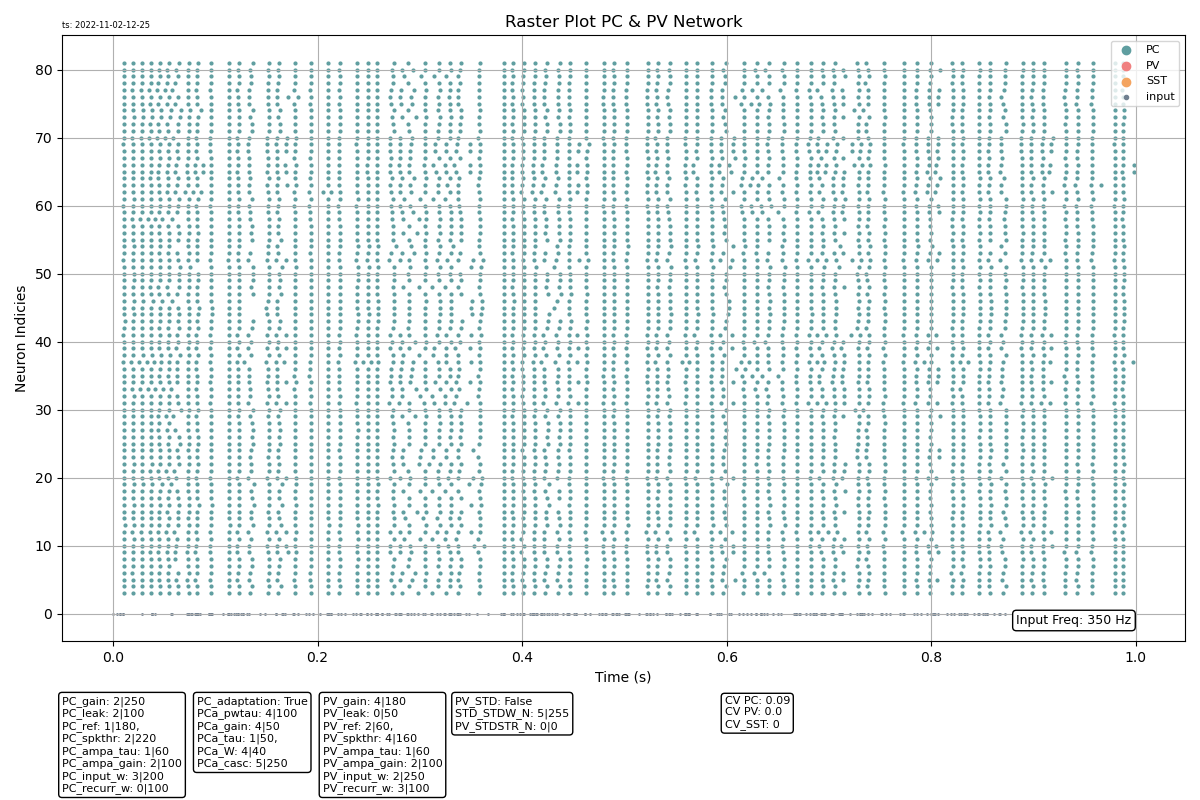 ts: 2022-11-02-12-25
Raster Plot PC & PV Network
PC
PV
SST
input
Neuron Indicies
80
70
60
50
40
30
20
10
0
Input Freq: 350 Hz
0.0
0.2
0.4
0.6
0.8
1.0
Time (s)
PC_gain: 2|250
PC_leak: 2|100
PC_ref: 1|180,
PC_spkthr: 2|220
PC_ampa_tau: 1|60
PC_ampa_gain: 2|100
PC_input_w: 3|200
PC_recurr_w: 0|100
PC_adaptation: True
PCa_pwtau: 4|100
PCa_gain: 4|50
PCa_tau: 1|50,
PCa_W: 4|40
PCa_casc: 5|250
PV_gain: 4|180
PV_leak: 0|50
PV_ref: 2|60,
PV_spkthr: 4|160
PV_ampa_tau: 1|60
PV_ampa_gain: 2|100
PV_input_w: 2|250
PV_recurr_w: 3|100
PV_STD: False
STD_STDW_N: 5|255
PV_STDSTR_N: 0|0
CV PC: 0.09
CV PV: 0.0
CV_SST: 0